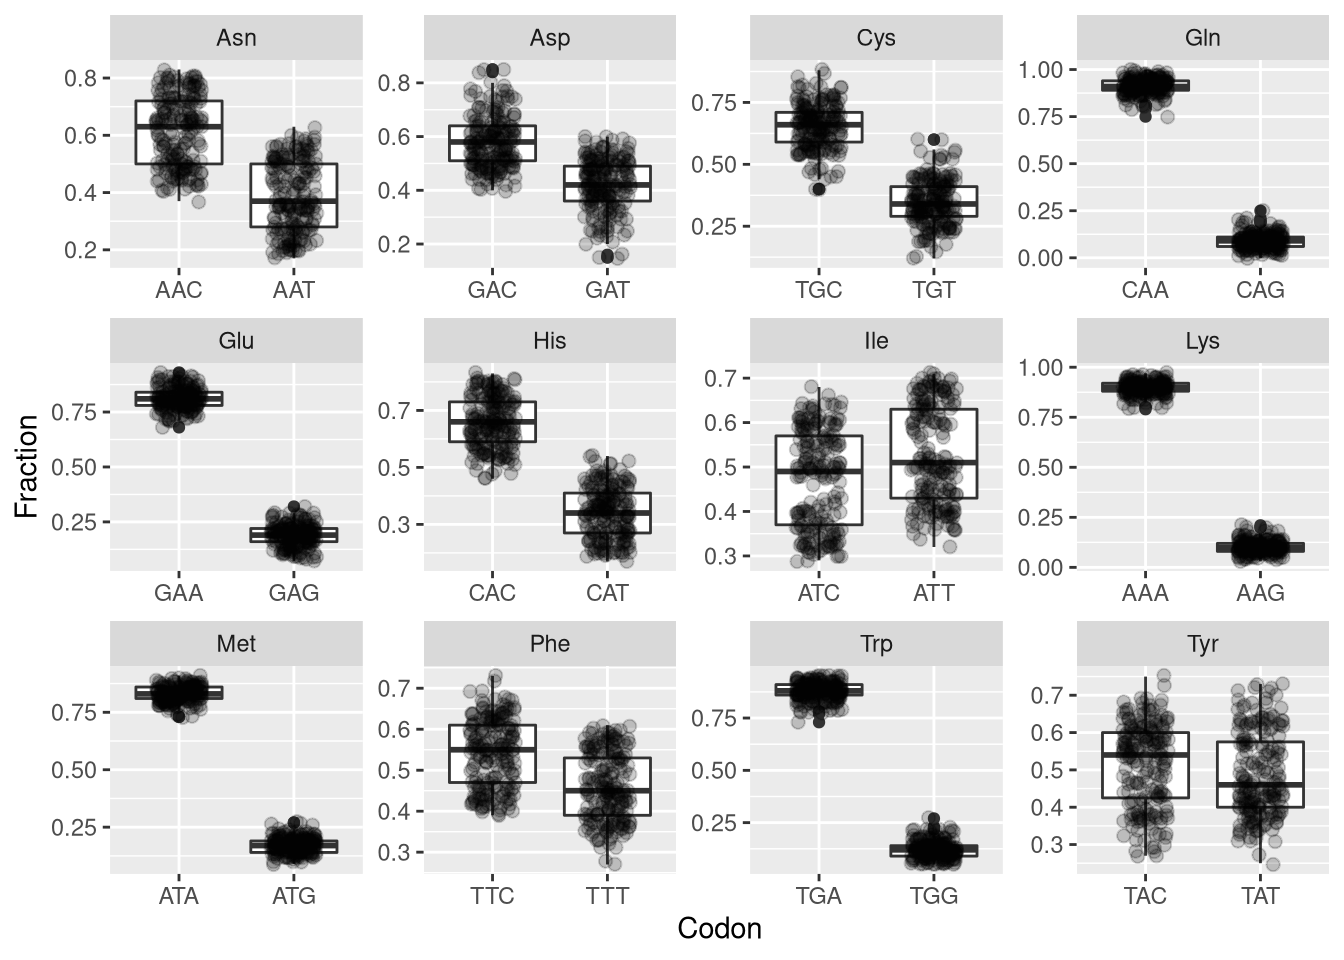 Asn Asp Cys Gln
0.8 0.6 0.4 0.2
0.8 0.6 0.4 0.2
0.75 0.50 0.25
1.00 0.75 0.50 0.25 0.00
AAC AAT GAC GAT TGC TGT CAA CAG
Glu His Ile Lys
0.75 0.50 0.25
0.7 0.5 0.3
0.7 0.6 0.5 0.4 0.3
1.00 0.75 0.50 0.25 0.00
GAA GAG CAC CAT ATC ATT AAA AAG
Met Phe Trp Tyr
0.75 0.50 0.25
0.7 0.6 0.5 0.4 0.3
0.75 0.50 0.25
0.7 0.6 0.5 0.4 0.3
ATA ATG TTC TTT TGA TGG TAC TAT
Fraction
Codon